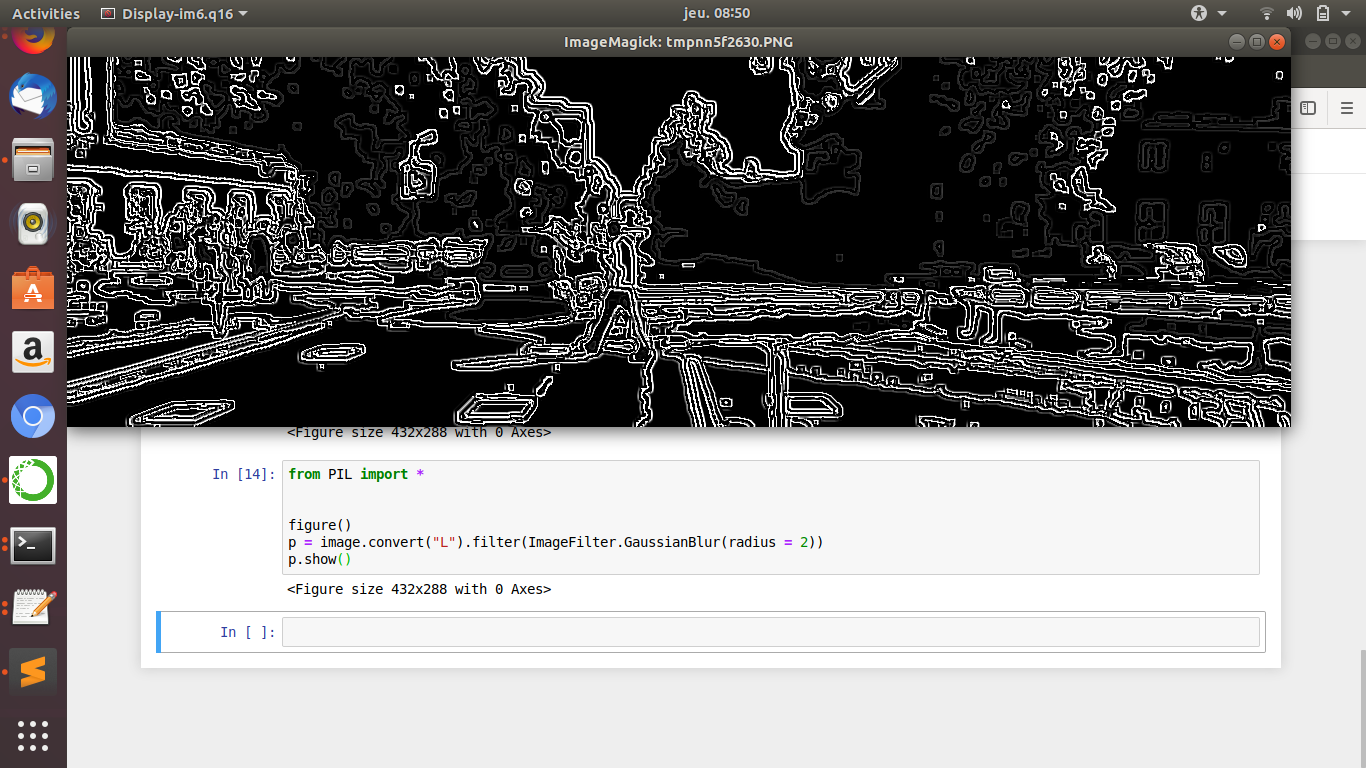 Activities Display-im6.q16 jeu. 08:50
ImageMagick: tmpnn5f2630.PNG
<Figure size 432x288 with 0 Axes>
In [14]: from PIL import *
figure()
p = image.convert("L").filter(ImageFilter.GaussianBlur(radius = 2))
p.show()
<Figure size 432x288 with 0 Axes>
In [ ]: